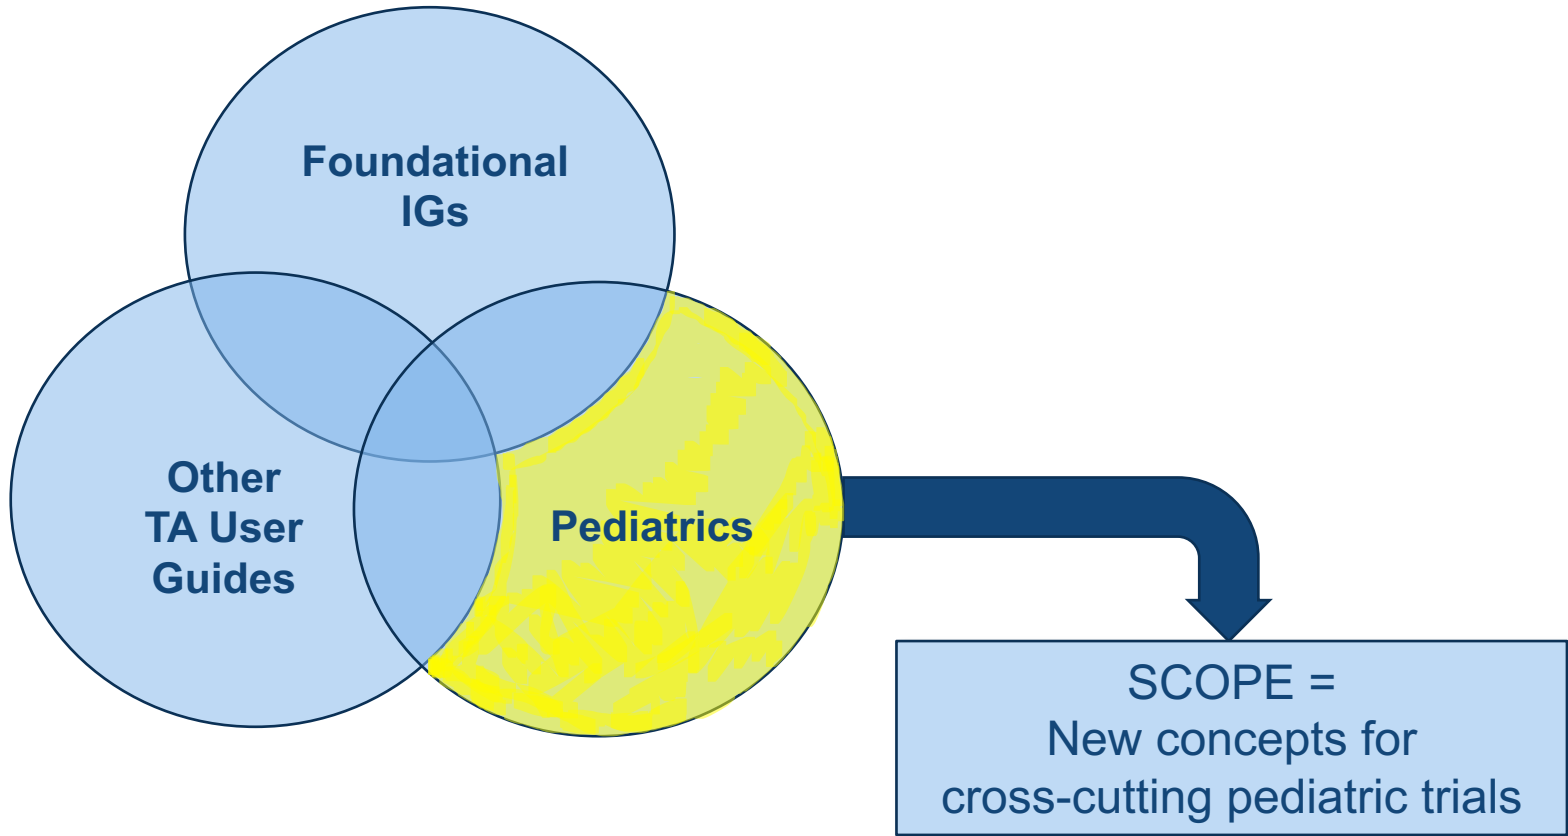 Foundational
IGs
Other
TA User
Guides
Pediatrics
SCOPE =
New concepts for
cross-cutting pediatric trials